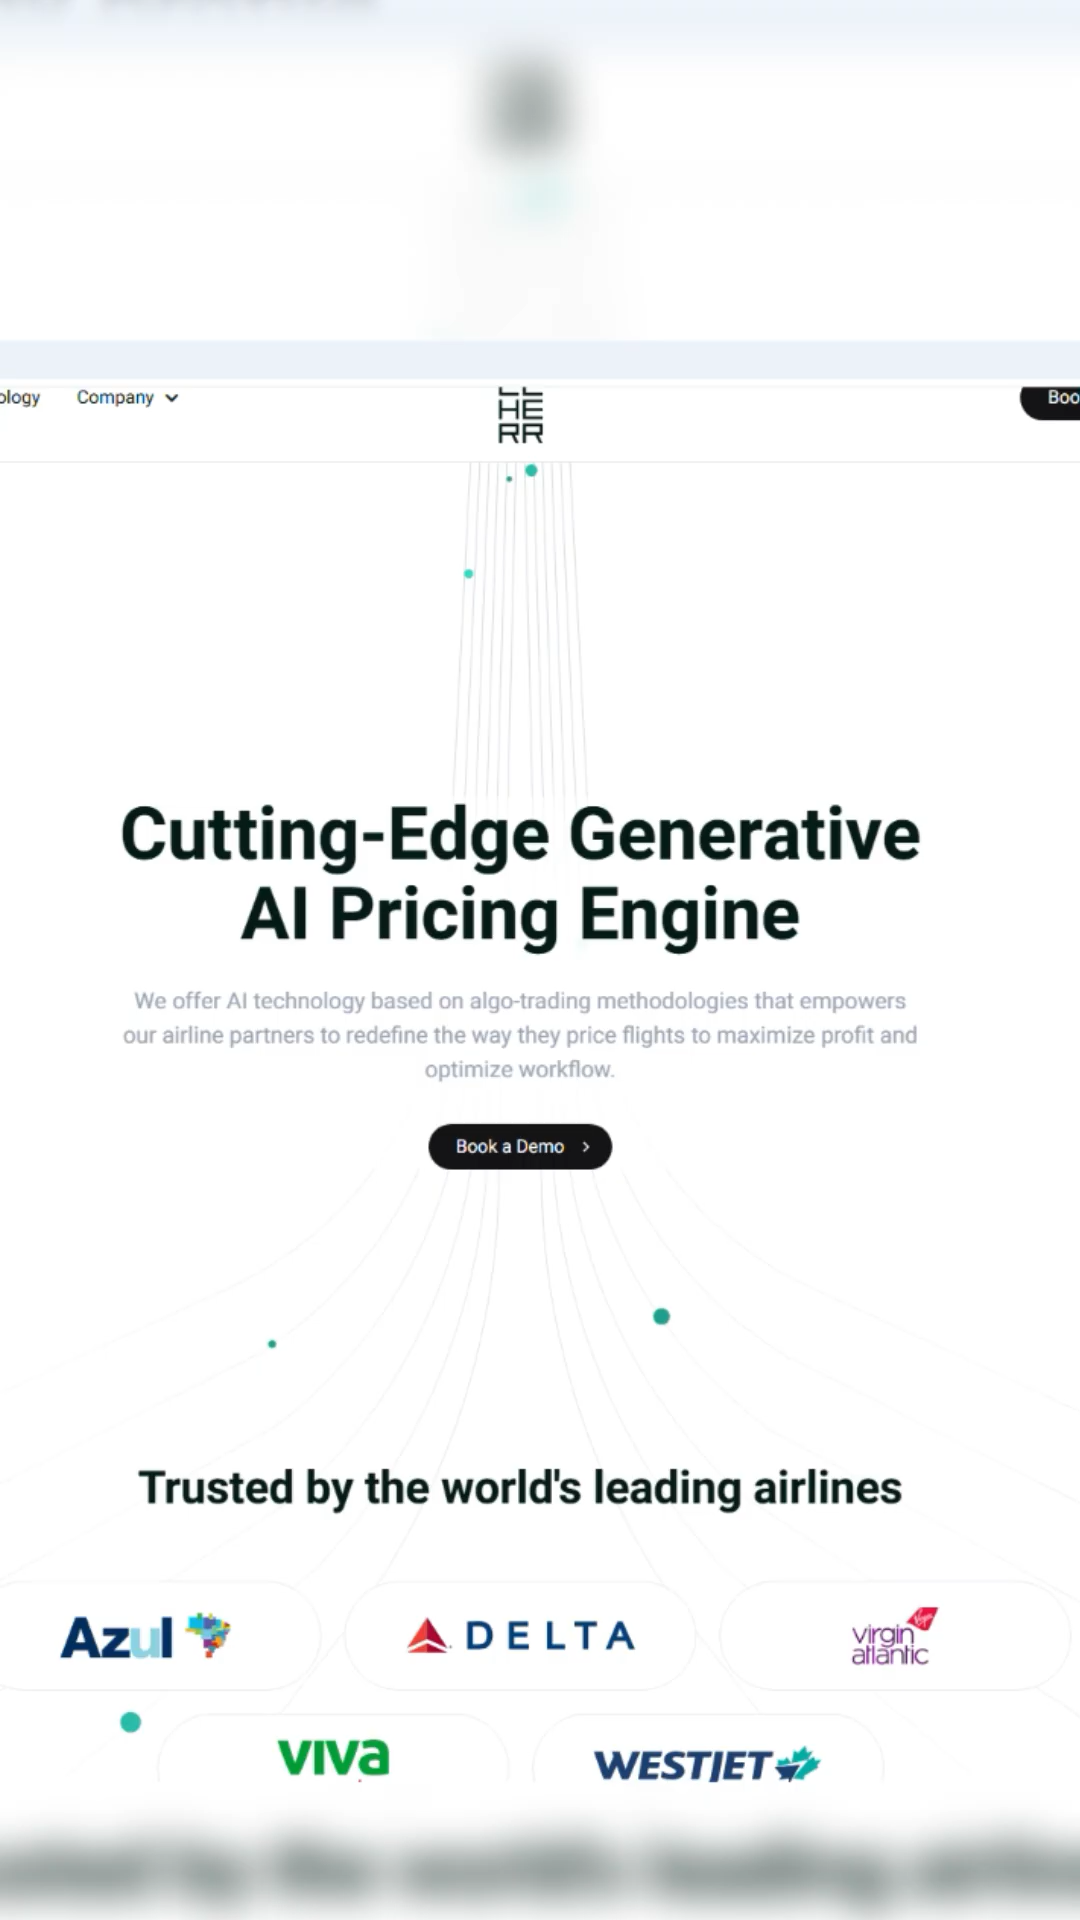 ology Company
HE
RR
Boo
Cutting-Edge Generative
AI Pricing Engine
We offer AI technology based on algo-trading methodologies that empowers
our airline partners to redefine the way they price flights to maximize profit and
optimize workflow.
Book a Demo
Trusted by the world's leading airlines
Azul DELTA virgin atlantic
viva WESTJET